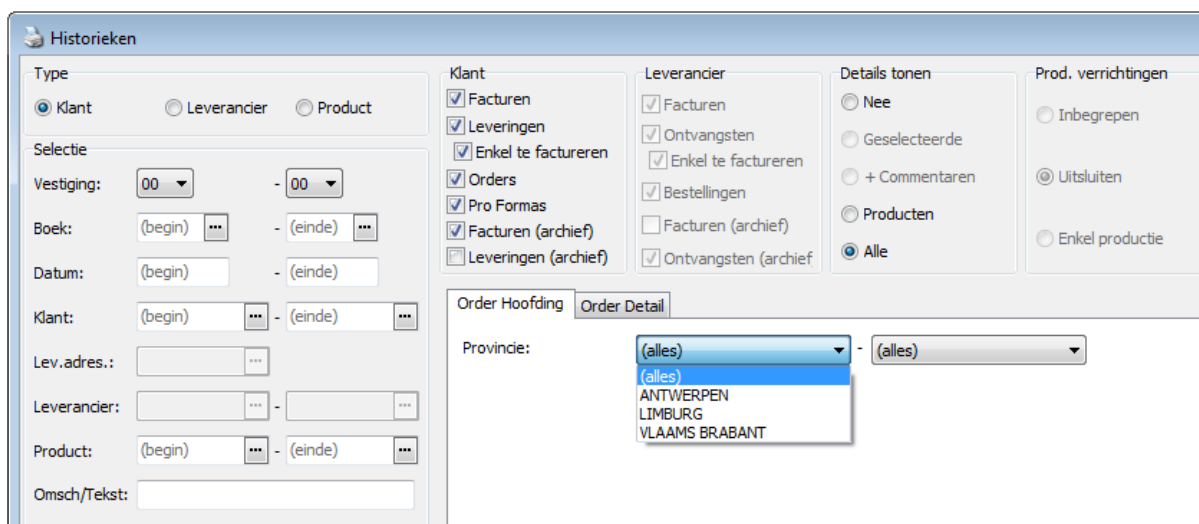 Historieken
Type
Klant Leverancier Product
Selectie
Vestiging: 00 - 00
Boek: (begin) ... - (einde) ...
Datum: (begin) - (einde)
Klant: (begin) ... - (einde) ...
Lev.adres.: ...
Leverancier: ... - ...
Product: (begin) ... - (einde) ...
Omsch/Tekst:
Klant
Facturen
Leveringen
Enkel te factureren
Orders
Pro Formas
Facturen (archief)
Leveringen (archief)
Leverancier
Facturen
Ontvangsten
Enkel te factureren
Bestellingen
Facturen (archief)
Ontvangsten (archief
Details tonen
Nee
Geselecteerde
+ Commentaren
Producten
Alle
Prod. verrichtingen
Inbegrepen
Uitsluiten
Enkel productie
Order Hoofding Order Detail
Provincie: (alles) - (alles)
(alles)
ANTWERPEN
LIMBURG
VLAAMS BRABANT